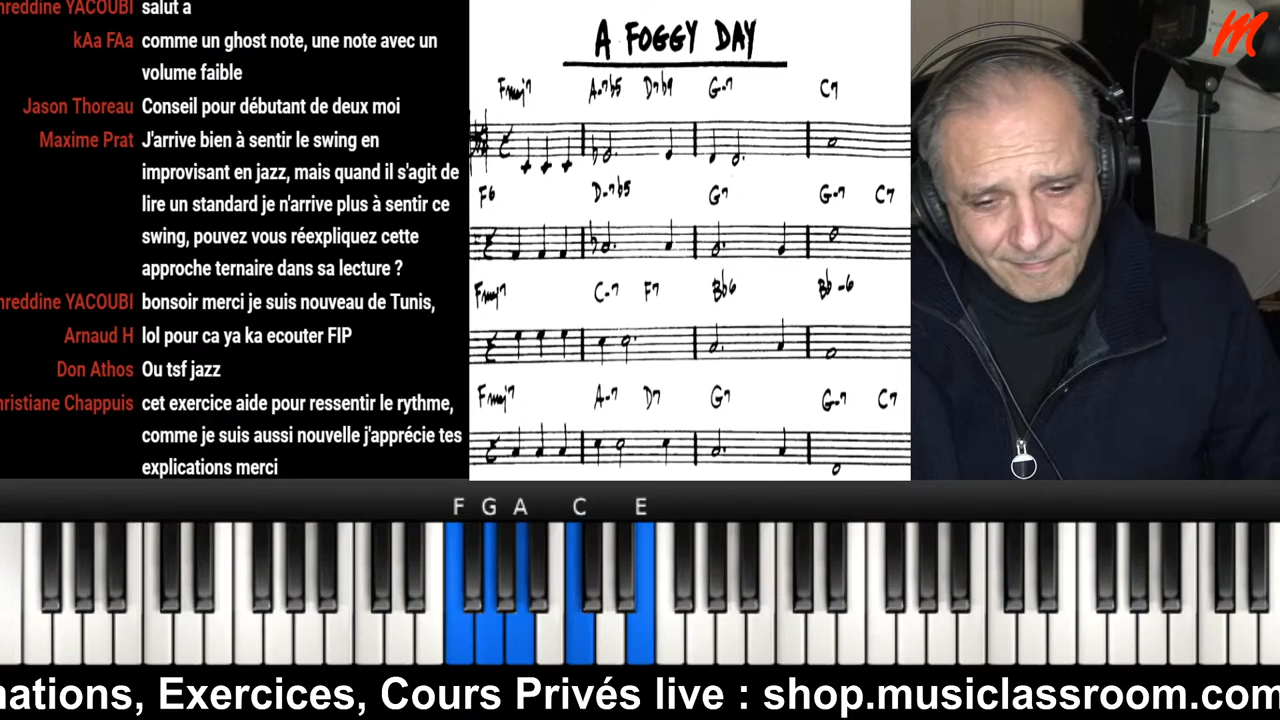 hreddine YACOUBI salut a
kAa FAa comme un ghost note, une note avec un
volume faible
Jason Thoreau Conseil pour débutant de deux moi
Maxime Prat J'arrive bien à sentir le swing en
improvisant en jazz, mais quand il s'agit de
lire un standard je n'arrive plus à sentir ce
swing, pouvez vous réexpliquez cette
approche ternaire dans sa lecture ?
hreddine YACOUBI bonsoir merci je suis nouveau de Tunis,
Arnaud H lol pour ca ya ka ecouter FIP
Don Athos Ou tsf jazz
hristiane Chappuis cet exercice aide pour ressentir le rythme,
comme je suis aussi nouvelle j'apprécie tes
explications merci
A FOGGY DAY
Fmaj7 A-7b5 D7b9 G-7 C7
F6 D-7b5 G7 G-7 C7
Fmaj7 C-7 F7 Bb6 Bb-6
Fmaj7 A-7 D7 G7 G-7 C7
M
F G A C E
nations, Exercices, Cours Privés live : shop.musiclassroom.com